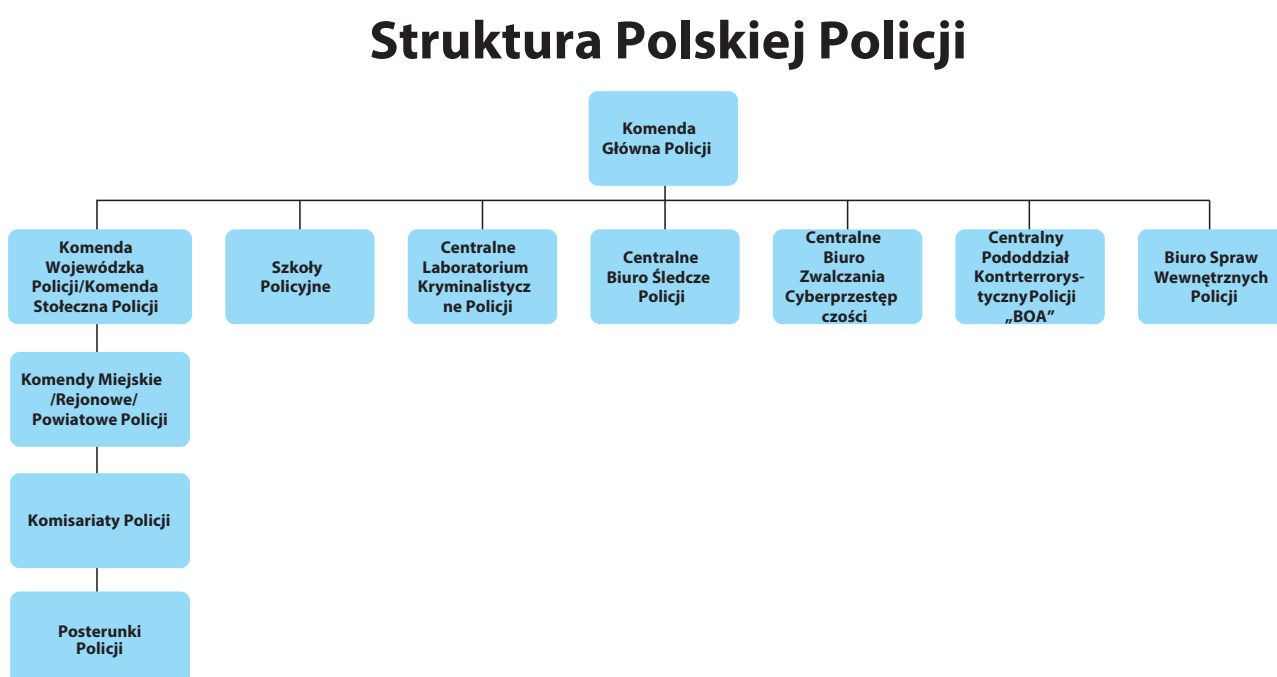 Struktura Polskiej Policji
Komenda
Główna Policji
Komenda
Wojewódzka
Policji/Komenda
Stołeczna Policji
Szkoły
Policyjne
Centralne
Laboratorium
Kryminalistycz
ne Policji
Centralne
Biuro Śledcze
Policji
Centralne
Biuro
Zwalczania
Cyberprzestęp
czości
Centralny
Pododdział
Kontrterrorys-
tyczny Policji
„BOA”
Biuro Spraw
Wewnętrznych
Policji
Komendy Miejskie
/Rejonowe/
Powiatowe Policji
Komisariaty Policji
Posterunki
Policji